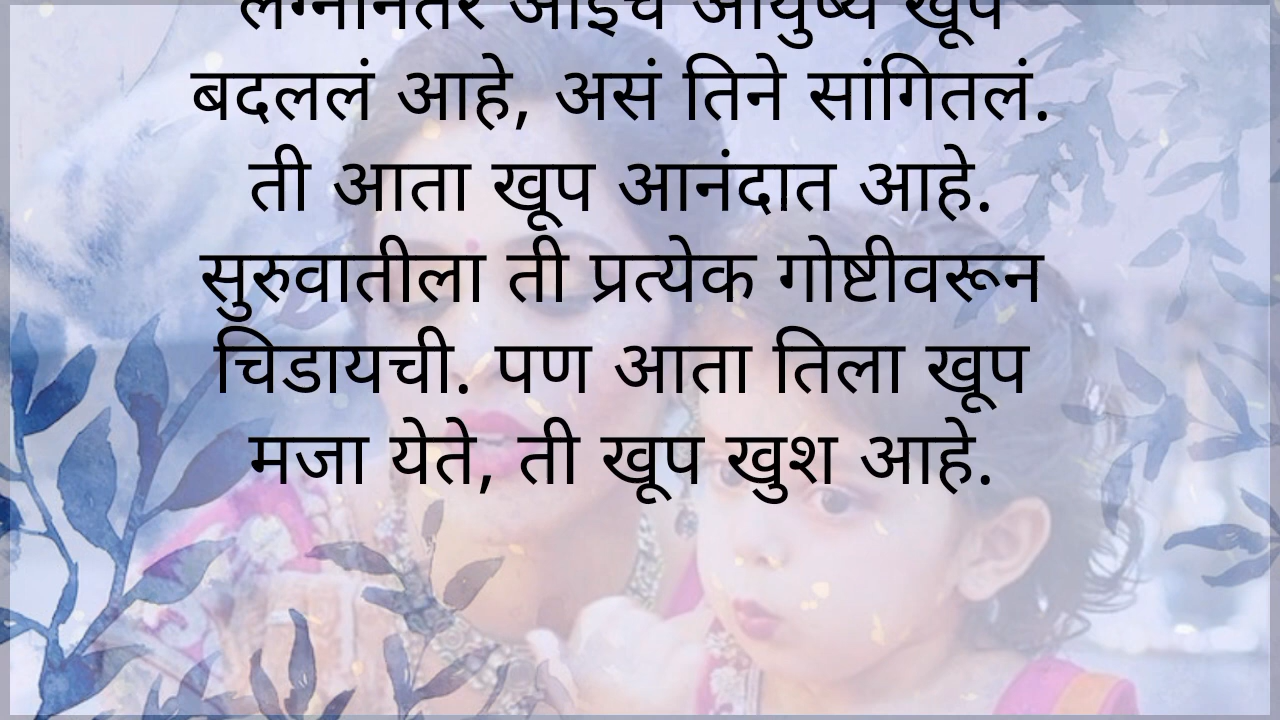 लग्नानंतर आईचं आयुष्य खूप
बदललं आहे, असं तिने सांगितलं.
ती आता खूप आनंदात आहे.
सुरुवातीला ती प्रत्येक गोष्टीवरून
चिडायची. पण आता तिला खूप
मजा येते, ती खूप खुश आहे.